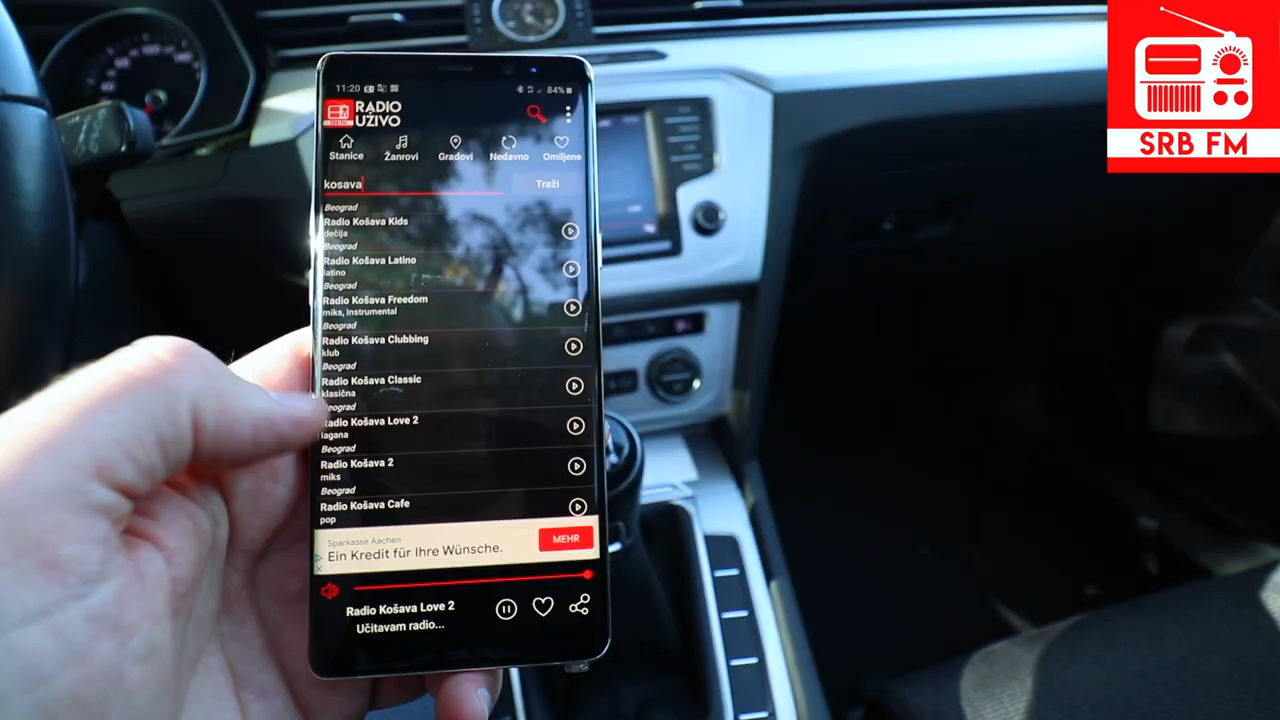 SRB FM
11:20
84%
RADIO
UŽIVO
SRB FM
Stanice
Žanrovi
Gradovi
Nedavno
Omiljene
kosava
Traži
Beograd
Radio Košava Kids
dečija
Beograd
Radio Košava Latino
latino
Beograd
Radio Košava Freedom
miks, Instrumental
Beograd
Radio Košava Clubbing
klub
Beograd
Radio Košava Classic
klasična
Beograd
Radio Košava Love 2
lagana
Beograd
Radio Košava 2
miks
Beograd
Radio Košava Cafe
pop
Sparkasse Aachen
Ein Kredit für Ihre Wünsche.
MEHR
Radio Košava Love 2
Učitavam radio...